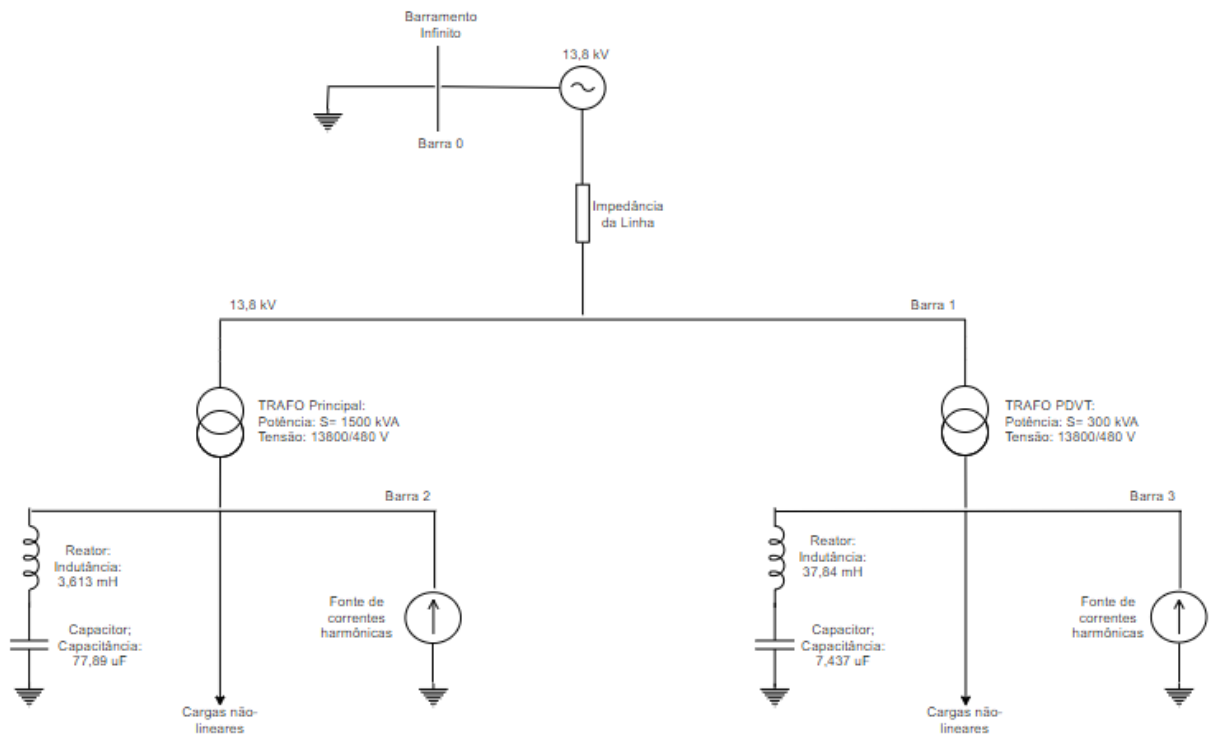 Barramento
Infinito
13,8 kV
Barra 0
Impedância
da Linha
13,8 kV
Barra 1
TRAFO Principal:
Potência: S= 1500 kVA
Tensão: 13800/480 V
TRAFO PDVT:
Potência: S= 300 kVA
Tensão: 13800/480 V
Barra 2
Reator:
Indutância:
3,613 mH
Fonte de
correntes
harmônicas
Capacitor;
Capacitância:
77,89 uF
Cargas não-
lineares
Barra 3
Reator:
Indutância:
37,84 mH
Fonte de
correntes
harmônicas
Capacitor;
Capacitância:
7,437 uF
Cargas não-
lineares